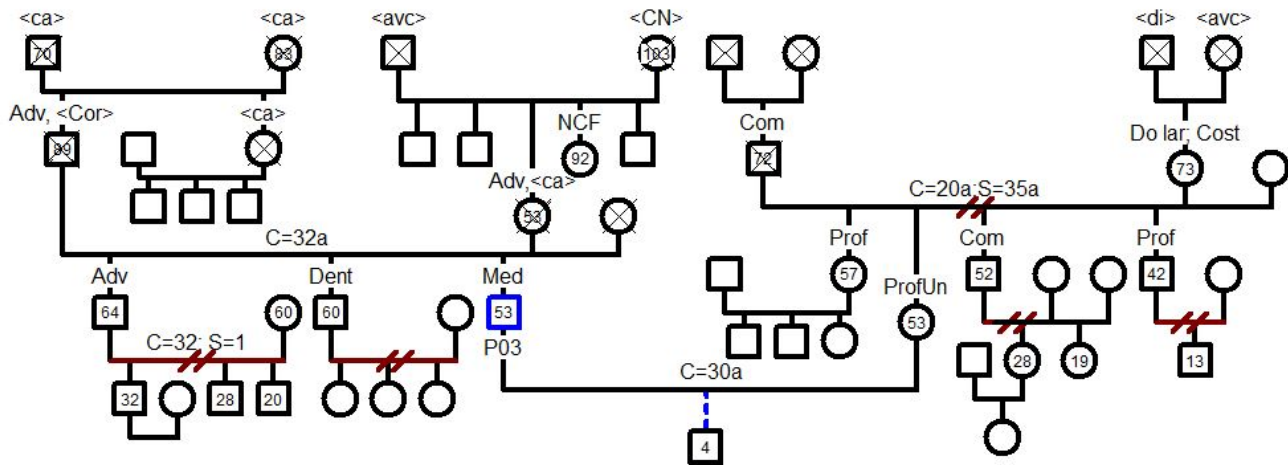 <ca> <ca> <avc> <CN> <di> <avc>
70 83 103
Adv, <Cor> <ca> NCF Com Do lar; Cost
89 92 72 73
Adv,<ca>
53
C=20a;S=35a
C=32a
Adv Dent Med Prof ProfUn Com Prof
64 60 60 53 57 53 52 42
P03
C=32; S=1
C=30a
32 28 20 28 19 13
4